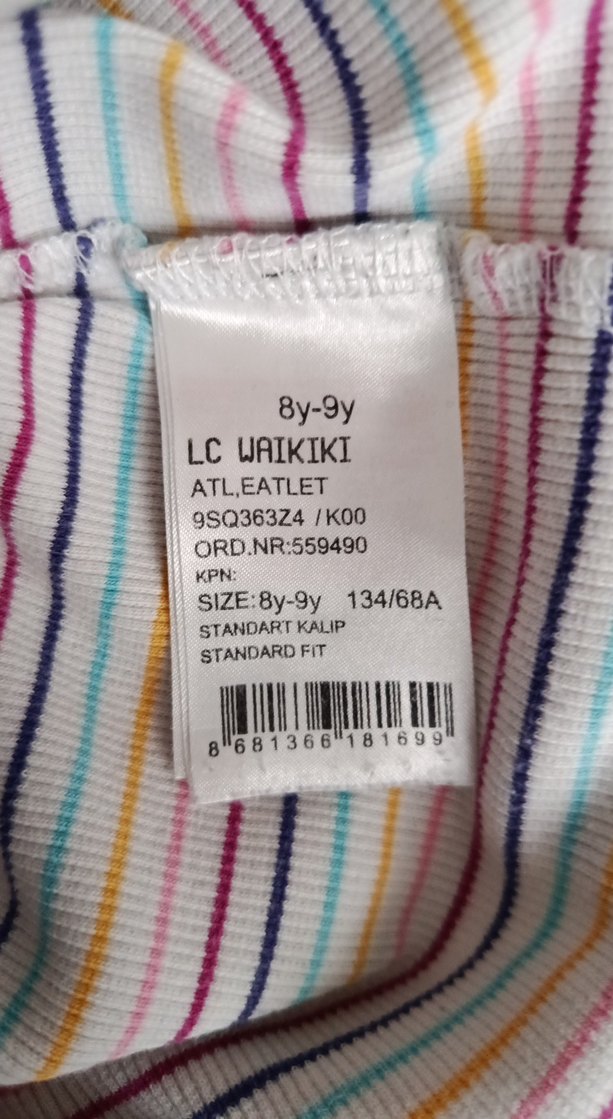 8y-9y
LC WAIKIKI
ATL,EATLET
9SQ363Z4 /K00
ORD.NR:559490
KPN:
SIZE:8y-9y 134/68A
STANDART KALIP
STANDARD FiT
8 681366 181699